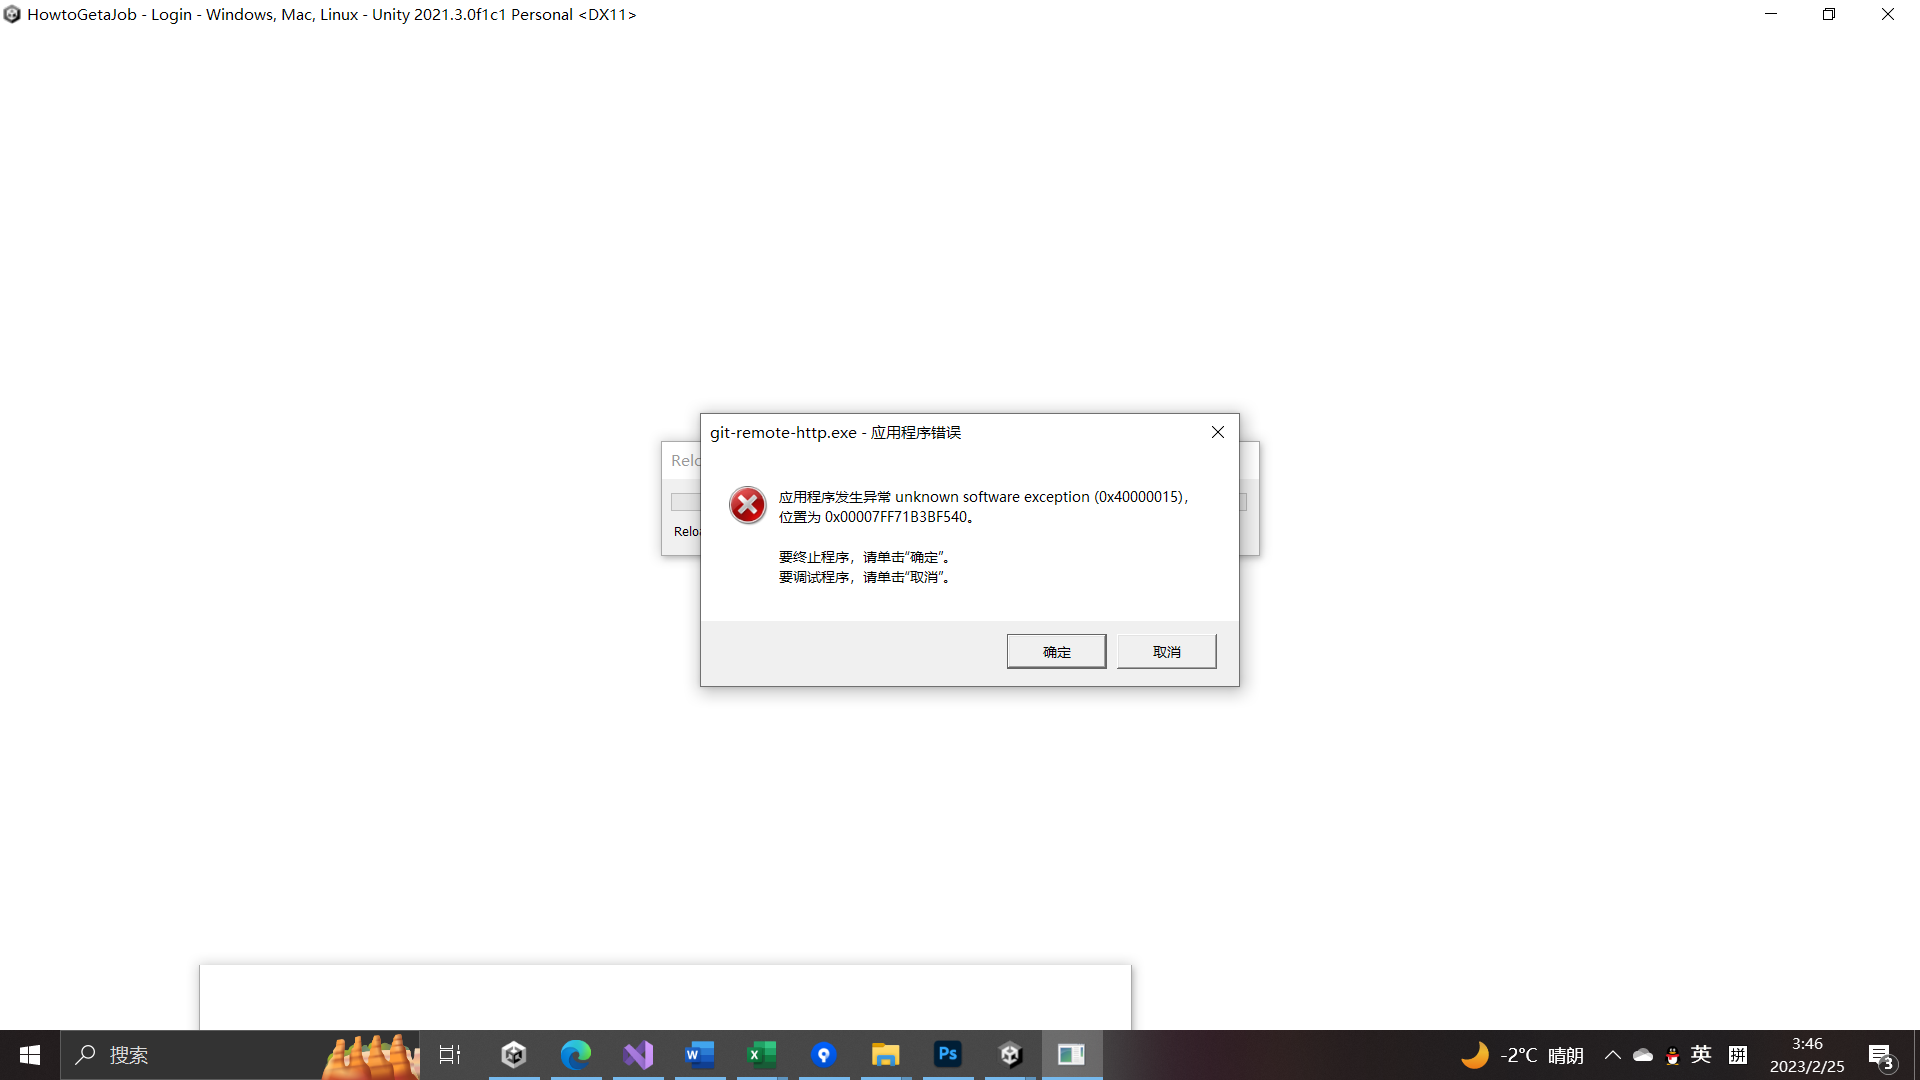 HowtoGetaJob - Login - Windows, Mac, Linux - Unity 2021.3.0f1c1 Personal <DX11>
git-remote-http.exe - 应用程序错误
Relo
应用程序发生异常 unknown software exception (0x40000015)，
位置为 0x00007FF71B3BF540。
Reloa
要终止程序，请单击“确定”。
要调试程序，请单击“取消”。
确定
取消
搜索
-2°C 晴朗
英
拼
3:46
2023/2/25
3